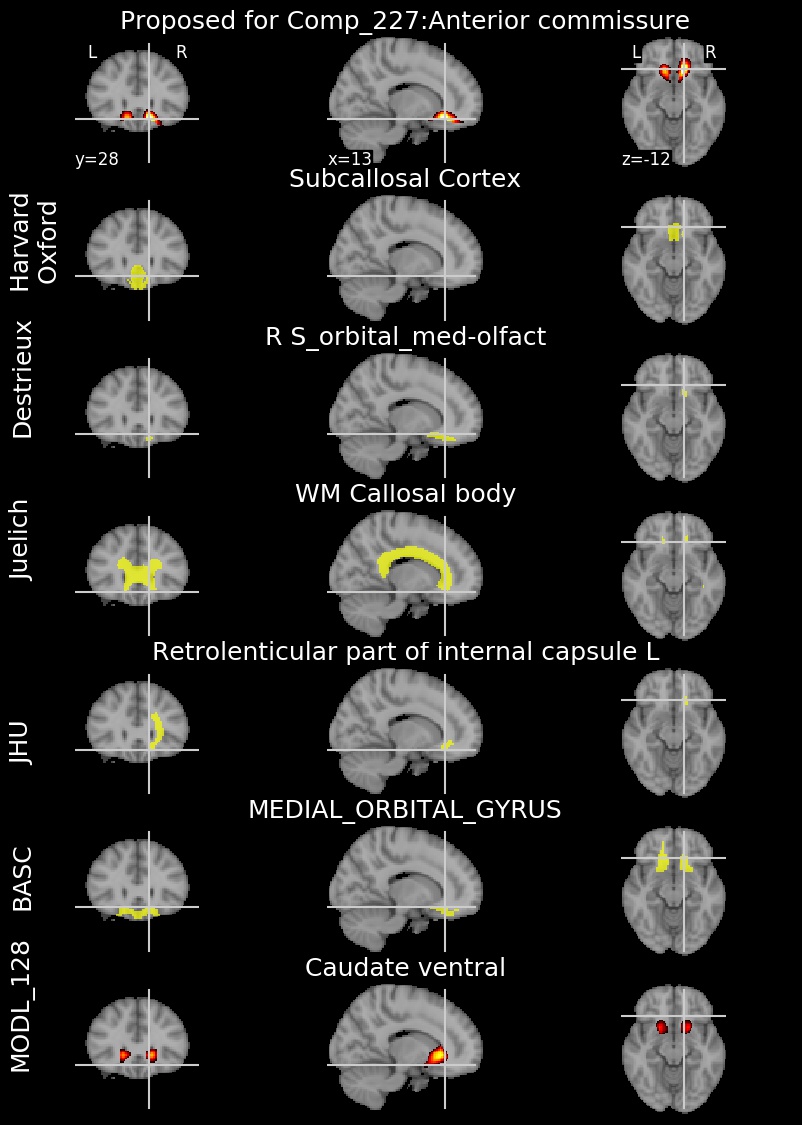 Proposed for Comp_227:Anterior commissure
L R L R
y=28 x=13 z=-12
Subcallosal Cortex
Harvard
Oxford
R S_orbital_med-olfact
Destrieux
WM Callosal body
Juelich
Retrolenticular part of internal capsule L
JHU
MEDIAL_ORBITAL_GYRUS
BASC
Caudate ventral
MODL_128